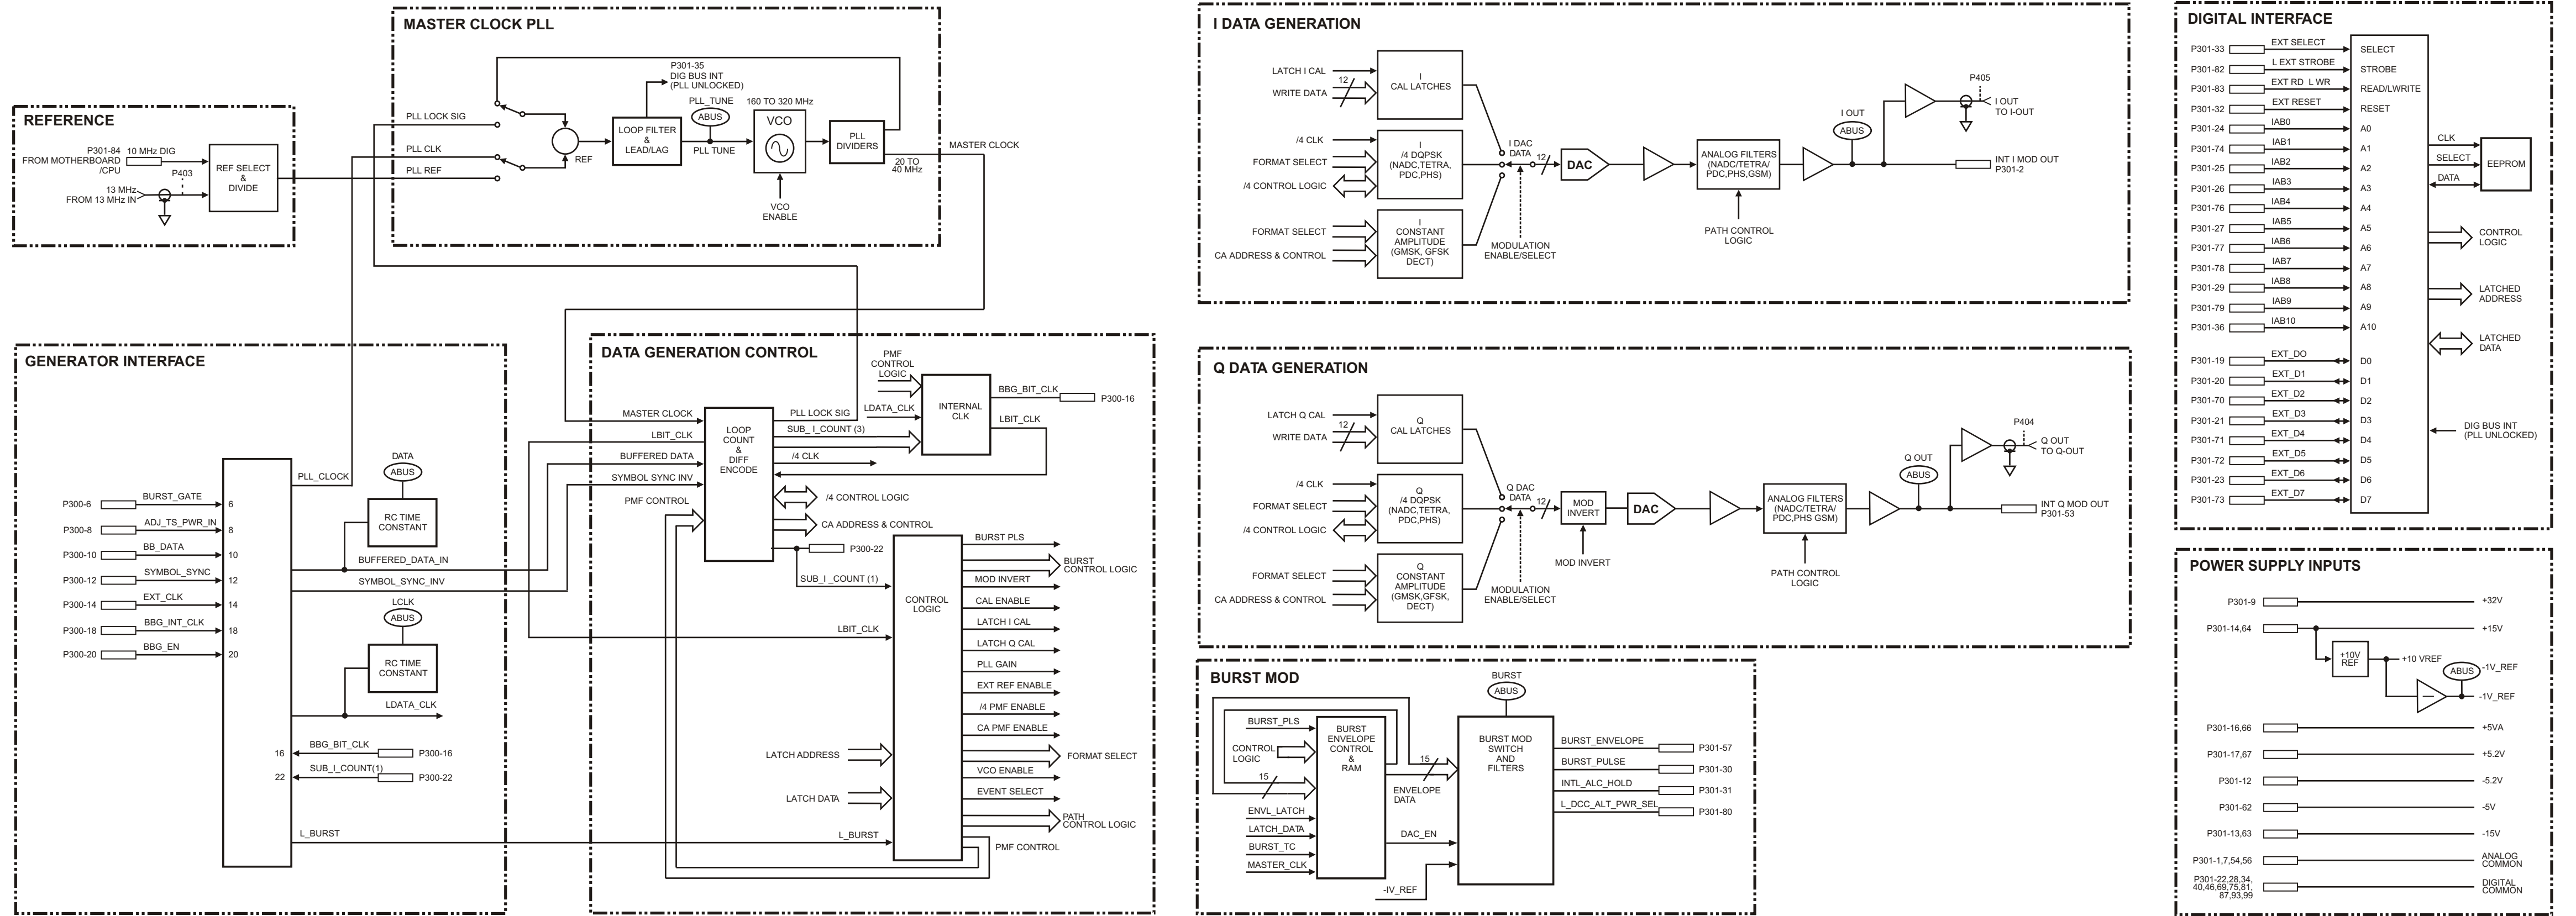 MASTER CLOCK PLL
P301-35
DIG BUS INT
(PLL UNLOCKED)
PLL_TUNE
ABUS
160 TO 320 MHz
VCO
PLL LOCK SIG
PLL CLK
PLL REF
REF
LOOP FILTER
&
LEAD/LAG
PLL TUNE
PLL
DIVIDERS
20 TO
40 MHz
MASTER CLOCK
VCO
ENABLE
REFERENCE
P301-84
10 MHz DIG
FROM MOTHERBOARD
/CPU
P403
13 MHz
FROM 13 MHz IN
REF SELECT
&
DIVIDE
GENERATOR INTERFACE
PLL_CLOCK
DATA
ABUS
RC TIME
CONSTANT
P300-6
BURST_GATE
6
P300-8
ADJ_TS_PWR_IN
8
P300-10
BB_DATA
10
P300-12
SYMBOL_SYNC
12
P300-14
EXT_CLK
14
P300-18
BBG_INT_CLK
18
P300-20
BBG_EN
20
BUFFERED_DATA_IN
SYMBOL_SYNC_INV
LCLK
ABUS
RC TIME
CONSTANT
LDATA_CLK
16
BBG_BIT_CLK
P300-16
22
SUB_I_COUNT(1)
P300-22
L_BURST
DATA GENERATION CONTROL
PMF
CONTROL
LOGIC
MASTER CLOCK
LBIT_CLK
BUFFERED DATA
SYMBOL SYNC INV
PMF CONTROL
LOOP
COUNT
&
DIFF
ENCODE
PLL LOCK SIG
LDATA_CLK
SUB_ I_COUNT (3)
/4 CLK
INTERNAL
CLK
BBG_BIT_CLK
P300-16
LBIT_CLK
/4 CONTROL LOGIC
CA ADDRESS & CONTROL
P300-22
SUB_I_COUNT (1)
LBIT_CLK
CONTROL
LOGIC
BURST PLS
BURST
CONTROL LOGIC
MOD INVERT
CAL ENABLE
LATCH I CAL
LATCH Q CAL
PLL GAIN
EXT REF ENABLE
/4 PMF ENABLE
CA PMF ENABLE
FORMAT SELECT
VCO ENABLE
EVENT SELECT
PATH
CONTROL LOGIC
PMF CONTROL
LATCH ADDRESS
LATCH DATA
L_BURST
I DATA GENERATION
LATCH I CAL
12
WRITE DATA
I
CAL LATCHES
/4 CLK
FORMAT SELECT
/4 CONTROL LOGIC
I
/4 DQPSK
(NADC,TETRA,
PDC,PHS)
FORMAT SELECT
CA ADDRESS & CONTROL
I
CONSTANT
AMPLITUDE
(GMSK, GFSK
DECT)
I DAC
DATA
12
MODULATION
ENABLE/SELECT
DAC
ANALOG FILTERS
(NADC/TETRA/
PDC,PHS,GSM)
PATH CONTROL
LOGIC
I OUT
ABUS
P405
I OUT
TO I-OUT
INT I MOD OUT
P301-2
Q DATA GENERATION
LATCH Q CAL
12
WRITE DATA
Q
CAL LATCHES
/4 CLK
FORMAT SELECT
/4 CONTROL LOGIC
Q
/4 DQPSK
(NADC,TETRA,
PDC,PHS)
FORMAT SELECT
CA ADDRESS & CONTROL
Q
CONSTANT
AMPLITUDE
(GMSK,GFSK,
DECT)
Q DAC
DATA
12
MODULATION
ENABLE/SELECT
MOD
INVERT
MOD INVERT
DAC
ANALOG FILTERS
(NADC/TETRA/
PDC,PHS GSM)
PATH CONTROL
LOGIC
Q OUT
ABUS
P404
Q OUT
TO Q-OUT
INT Q MOD OUT
P301-53
BURST MOD
BURST_PLS
CONTROL
LOGIC
15
ENVL_LATCH
LATCH_DATA
BURST_TC
MASTER_CLK
BURST
ENVELOPE
CONTROL
&
RAM
15
ENVELOPE
DATA
DAC_EN
-IV_REF
BURST
ABUS
BURST MOD
SWITCH
AND
FILTERS
BURST_ENVELOPE
P301-57
BURST_PULSE
P301-30
INTL_ALC_HOLD
P301-31
L_DCC_ALT_PWR_SEL
P301-80
DIGITAL INTERFACE
P301-33
EXT SELECT
SELECT
P301-82
L EXT STROBE
STROBE
P301-83
EXT RD L WR
READ/LWRITE
P301-32
EXT RESET
RESET
P301-24
IAB0
A0
P301-74
IAB1
A1
P301-25
IAB2
A2
P301-26
IAB3
A3
P301-76
IAB4
A4
P301-27
IAB5
A5
P301-77
IAB6
A6
P301-78
IAB7
A7
P301-29
IAB8
A8
P301-79
IAB9
A9
P301-36
IAB10
A10
P301-19
EXT_DO
D0
P301-20
EXT_D1
D1
P301-70
EXT_D2
D2
P301-21
EXT_D3
D3
P301-71
EXT_D4
D4
P301-72
EXT_D5
D5
P301-23
EXT_D6
D6
P301-73
EXT_D7
D7
CLK
SELECT
DATA
EEPROM
CONTROL
LOGIC
LATCHED
ADDRESS
LATCHED
DATA
DIG BUS INT
(PLL UNLOCKED)
POWER SUPPLY INPUTS
P301-9
+32V
P301-14,64
+15V
+10V
REF
+10 VREF
ABUS
-1V_REF
-1V_REF
P301-16,66
+5VA
P301-17,67
+5.2V
P301-12
-5.2V
P301-62
-5V
P301-13,63
-15V
P301-1,7,54,56
ANALOG
COMMON
P301-22,28,34,
40,46,69,75,81,
87,93,99
DIGITAL
COMMON